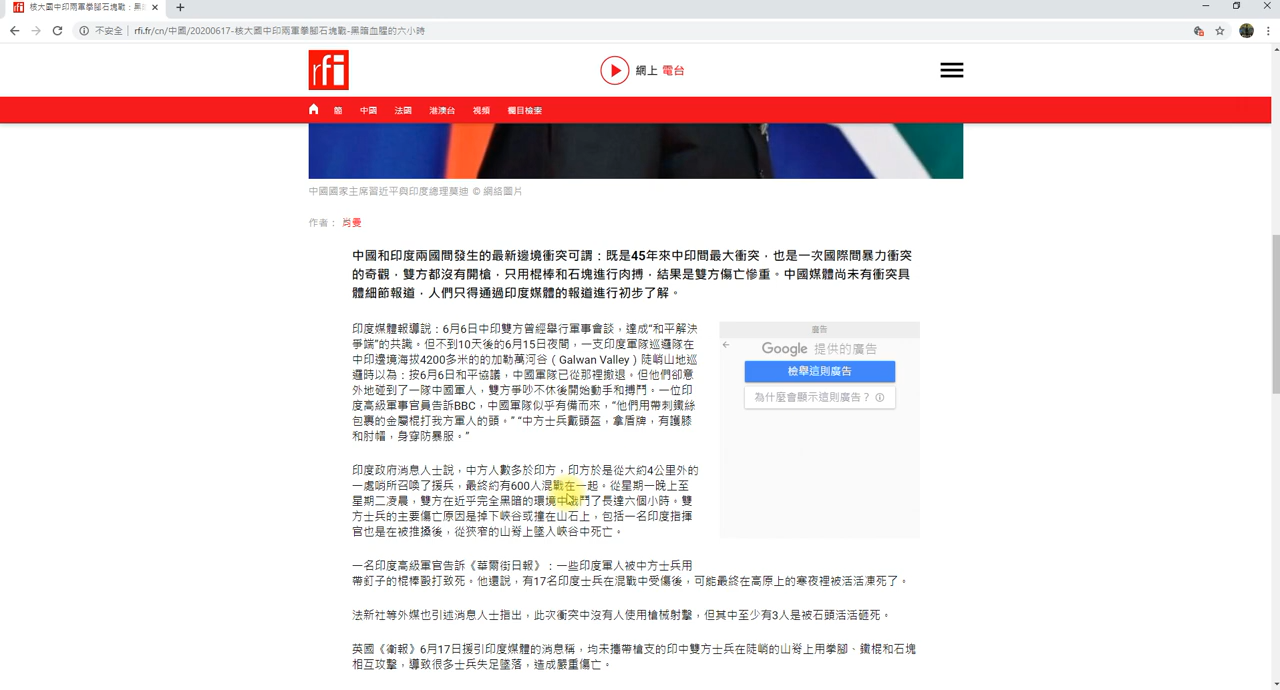 核大國中印兩軍拳腳石塊戰：黑
不安全 | rfi.fr/cn/中國/20200617-核大國中印兩軍拳腳石塊戰-黑暗血腥的六小時
rfi
網上 電台
簡 中國 法國 港澳台 視頻 欄目檢索
中國國家主席習近平與印度總理莫迪 © 網絡圖片
作者： 肖曼
中國和印度兩國間發生的最新邊境衝突可謂：既是45年來中印間最大衝突，也是一次國際間暴力衝突
的奇觀，雙方都沒有開槍，只用棍棒和石塊進行肉搏，結果是雙方傷亡慘重。中國媒體尚未有衝突具
體細節報道，人們只得通過印度媒體的報道進行初步了解。
印度媒體報導說：6月6日中印雙方曾經舉行軍事會談，達成“和平解決
爭端”的共識。但不到10天後的6月15日夜間，一支印度軍隊巡邏隊在
中印邊境海拔4200多米的的加勒萬河谷（Galwan Valley）陡峭山地巡
邏時以為：按6月6日和平協議，中國軍隊已從那裡撤退。但他們卻意
外地碰到了一隊中國軍人，雙方爭吵不休後開始動手和搏鬥。一位印
度高級軍事官員告訴BBC，中國軍隊似乎有備而來，“他們用帶刺鐵絲
包裹的金屬棍打我方軍人的頭。” “中方士兵戴頭盔，拿盾牌，有護膝
和肘帽，身穿防暴服。”
廣告
Google 提供的廣告
檢舉這則廣告
為什麼會顯示這則廣告？
印度政府消息人士說，中方人數多於印方，印方於是從大約4公里外的
一處哨所召喚了援兵，最終約有600人混戰在一起。從星期一晚上至
星期二凌晨，雙方在近乎完全黑暗的環境中戰鬥了長達六個小時。雙
方士兵的主要傷亡原因是掉下峽谷或撞在山石上，包括一名印度指揮
官也是在被推搡後，從狹窄的山脊上墜入峽谷中死亡。
一名印度高級軍官告訴《華爾街日報》：一些印度軍人被中方士兵用
帶釘子的棍棒毆打致死。他還說，有17名印度士兵在混戰中受傷後，可能最終在高原上的寒夜裡被活活凍死了。
法新社等外媒也引述消息人士指出，此次衝突中沒有人使用槍械射擊，但其中至少有3人是被石頭活活砸死。
英國《衛報》6月17日援引印度媒體的消息稱，均未攜帶槍支的印中雙方士兵在陡峭的山脊上用拳腳、鐵棍和石塊
相互攻擊，導致很多士兵失足墜落，造成嚴重傷亡。